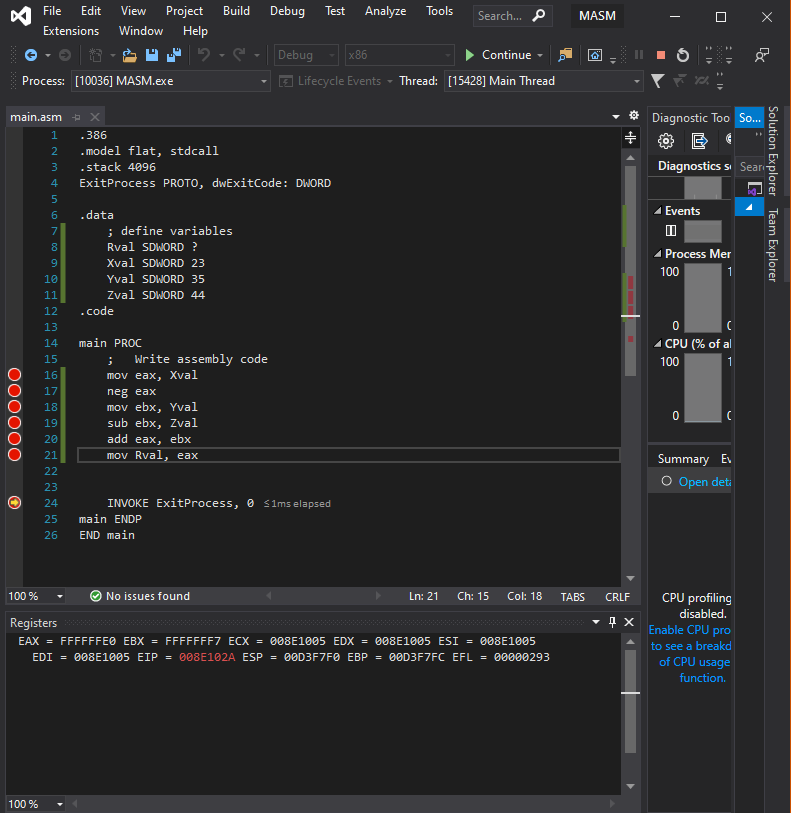 File Edit View Project Build Debug Test Analyze Tools Search... MASM
Extensions Window Help
Debug x86 Continue
Process: [10036] MASM.exe Lifecycle Events Thread: [15428] Main Thread
main.asm
1 .386
2 .model flat, stdcall
3 .stack 4096
4 ExitProcess PROTO, dwExitCode: DWORD
5
6 .data
7 ; define variables
8 Rval SDWORD ?
9 Xval SDWORD 23
10 Yval SDWORD 35
11 Zval SDWORD 44
12 .code
13
14 main PROC
15 ; Write assembly code
16 mov eax, Xval
17 neg eax
18 mov ebx, Yval
19 sub ebx, Zval
20 add eax, ebx
21 mov Rval, eax
22
23
24 INVOKE ExitProcess, 0 ≤1ms elapsed
25 main ENDP
26 END main
100 % No issues found Ln: 21 Ch: 15 Col: 18 TABS CRLF
Registers
EAX = FFFFFFE0 EBX = FFFFFFF7 ECX = 008E1005 EDX = 008E1005 ESI = 008E1005
EDI = 008E1005 EIP = 008E102A ESP = 00D3F7F0 EBP = 00D3F7FC EFL = 00000293
100 %
Diagnostic Too
Diagnostics s
Events
Process Mer
100 1
0 0
CPU (% of al
100 1
0 0
Summary Ev
Open deta
CPU profiling
disabled.
Enable CPU pro
to see a breakd
of CPU usage
function.
So...
Sear
Solution Explorer
Team Explorer